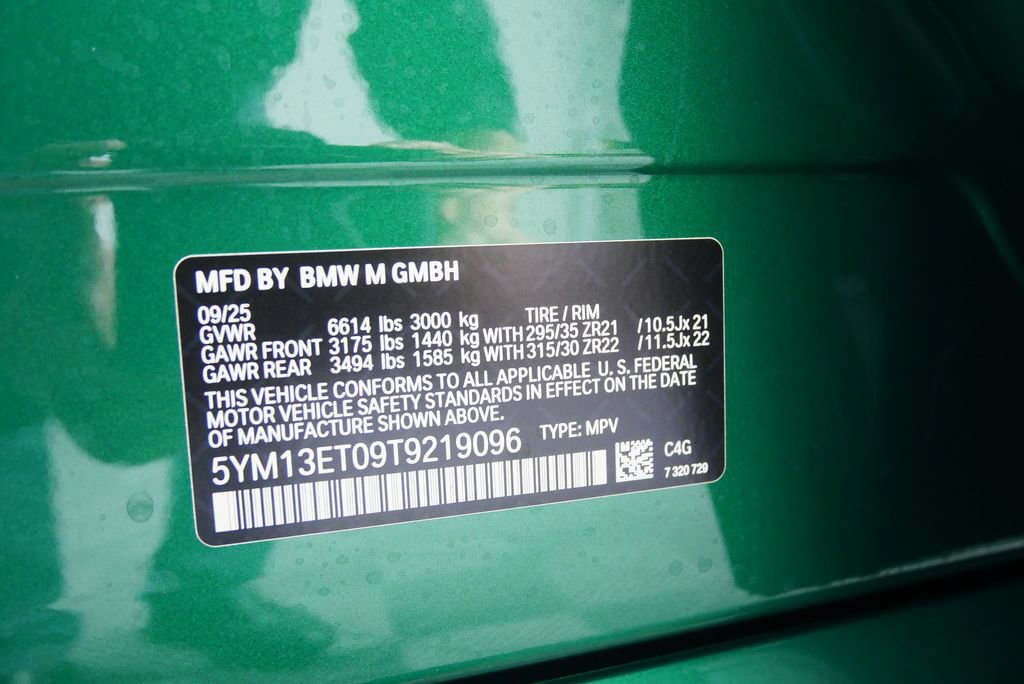 MFD BY BMW M GMBH
09/25 TIRE / RIM
GVWR 6614 lbs 3000 kg
GAWR FRONT 3175 lbs 1440 kg WITH 295/35 ZR21 /10.5Jx 21
GAWR REAR 3494 lbs 1585 kg WITH 315/30 ZR22 /11.5Jx 22
THIS VEHICLE CONFORMS TO ALL APPLICABLE U. S. FEDERAL
MOTOR VEHICLE SAFETY STANDARDS IN EFFECT ON THE DATE
OF MANUFACTURE SHOWN ABOVE.
5YM13ET09T9219096 TYPE: MPV
C4G
7 320 729